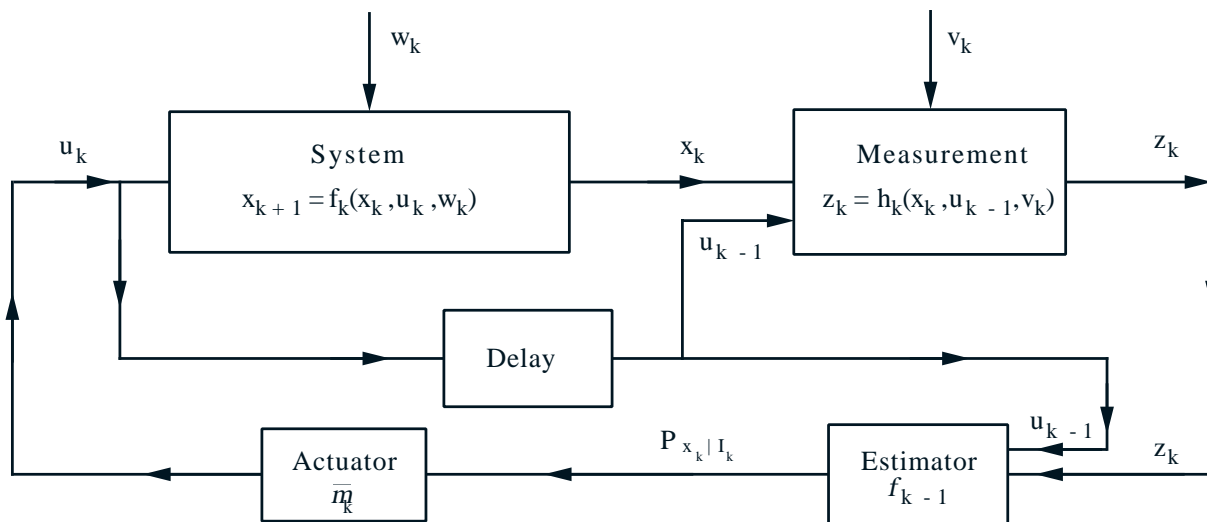 w_k
v_k
u_k
System
x_{k + 1} = f_k(x_k , u_k , w_k)
x_k
Measurement
z_k = h_k(x_k , u_{k - 1}, v_k)
z_k
u_{k - 1}
Delay
u_{k - 1}
Actuator
m̅_k
P_{x_k | I_k}
Estimator
f_{k - 1}
z_k